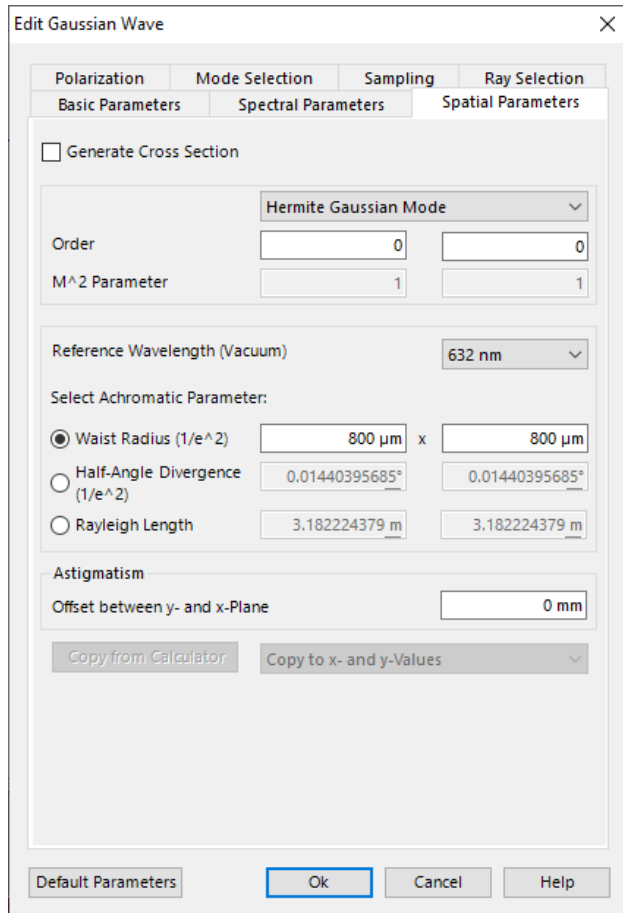 Edit Gaussian Wave
Polarization Mode Selection Sampling Ray Selection
Basic Parameters Spectral Parameters Spatial Parameters
Generate Cross Section
Hermite Gaussian Mode
Order 0 0
M^2 Parameter 1 1
Reference Wavelength (Vacuum) 632 nm
Select Achromatic Parameter:
Waist Radius (1/e^2) 800 µm x 800 µm
Half-Angle Divergence
(1/e^2) 0.01440395685° 0.01440395685°
Rayleigh Length 3.182224379 m 3.182224379 m
Astigmatism
Offset between y- and x-Plane 0 mm
Copy from Calculator Copy to x- and y-Values
Default Parameters Ok Cancel Help